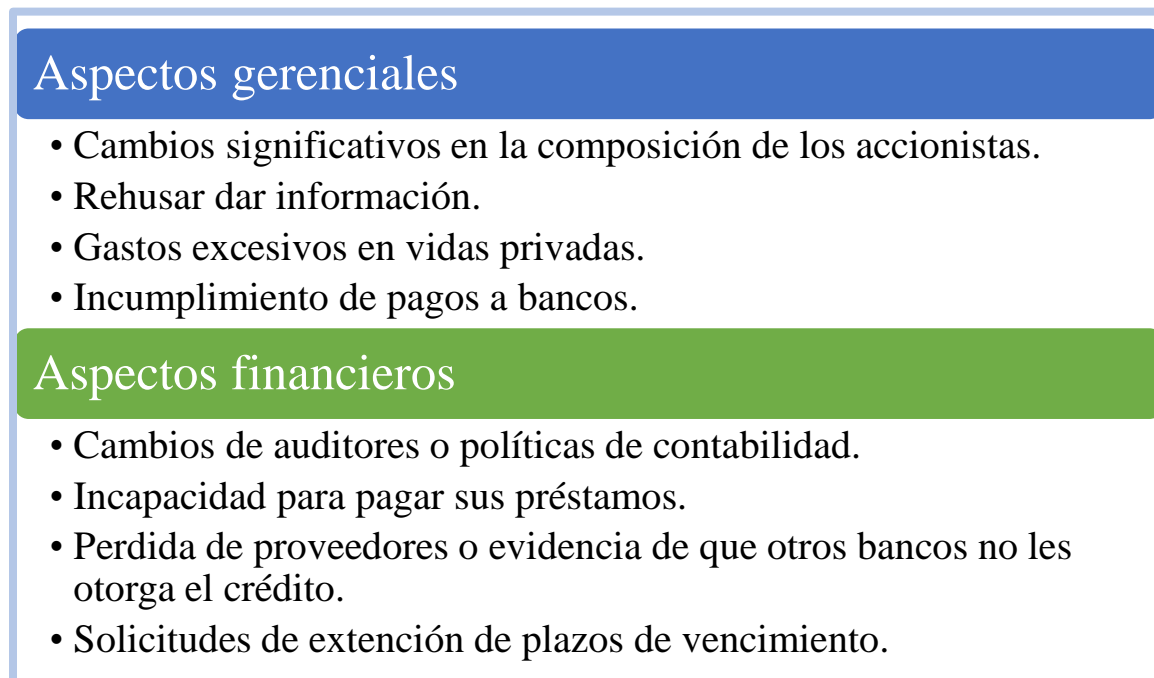 Aspectos gerenciales
• Cambios significativos en la composición de los accionistas.
• Rehusar dar información.
• Gastos excesivos en vidas privadas.
• Incumplimiento de pagos a bancos.
Aspectos financieros
• Cambios de auditores o políticas de contabilidad.
• Incapacidad para pagar sus préstamos.
• Perdida de proveedores o evidencia de que otros bancos no les
otorga el crédito.
• Solicitudes de extención de plazos de vencimiento.